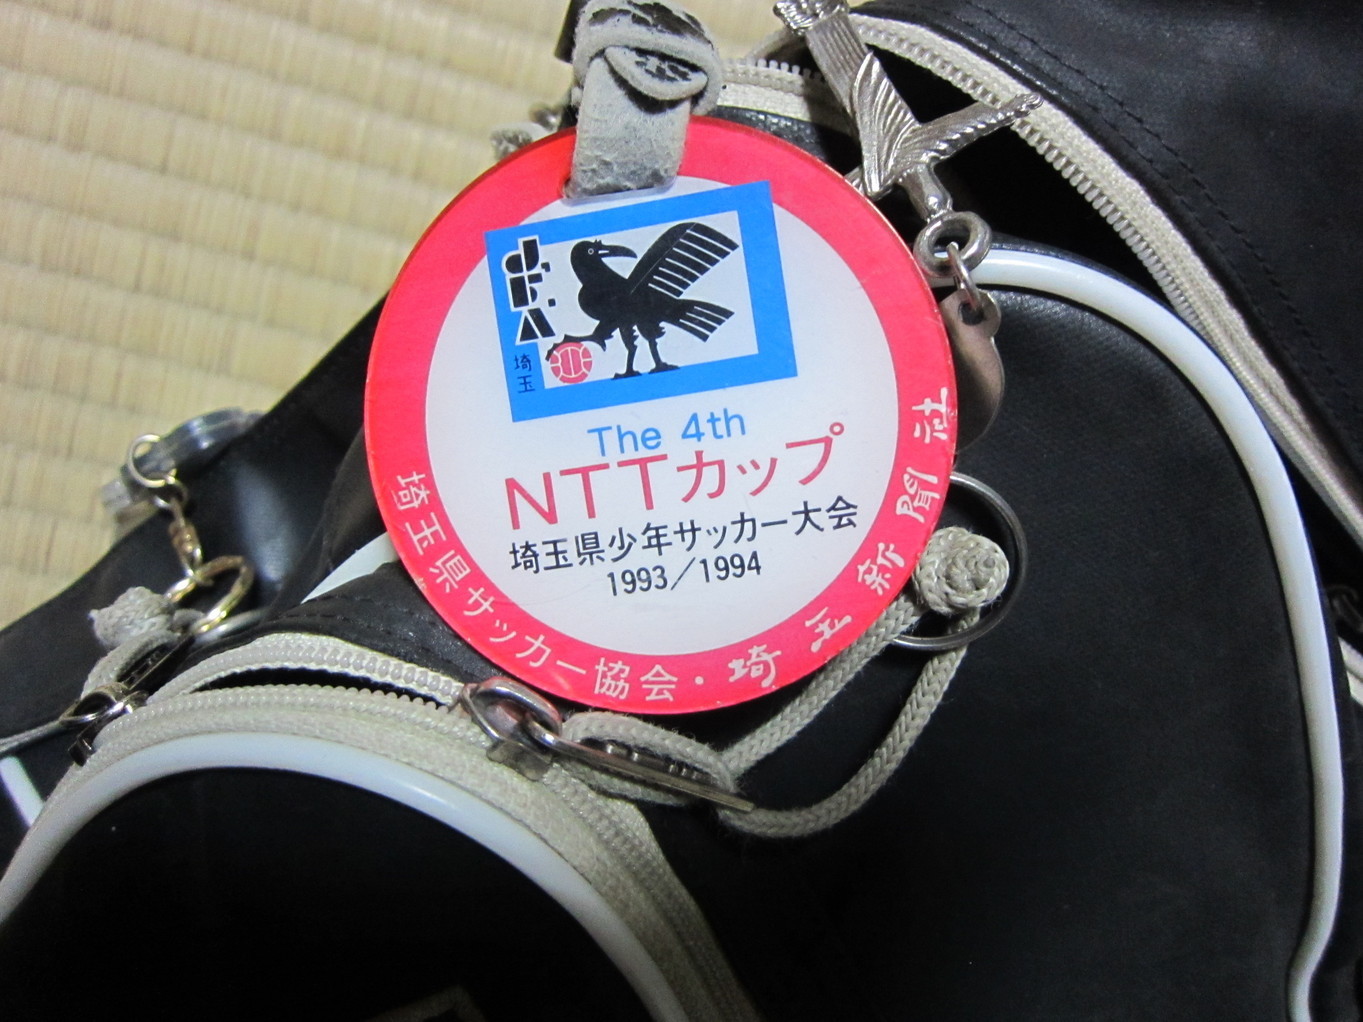 J.F.A.
埼玉
The 4th
NTTカップ
埼玉県少年サッカー大会
1993／1994
埼玉県サッカー協会・埼玉新聞社